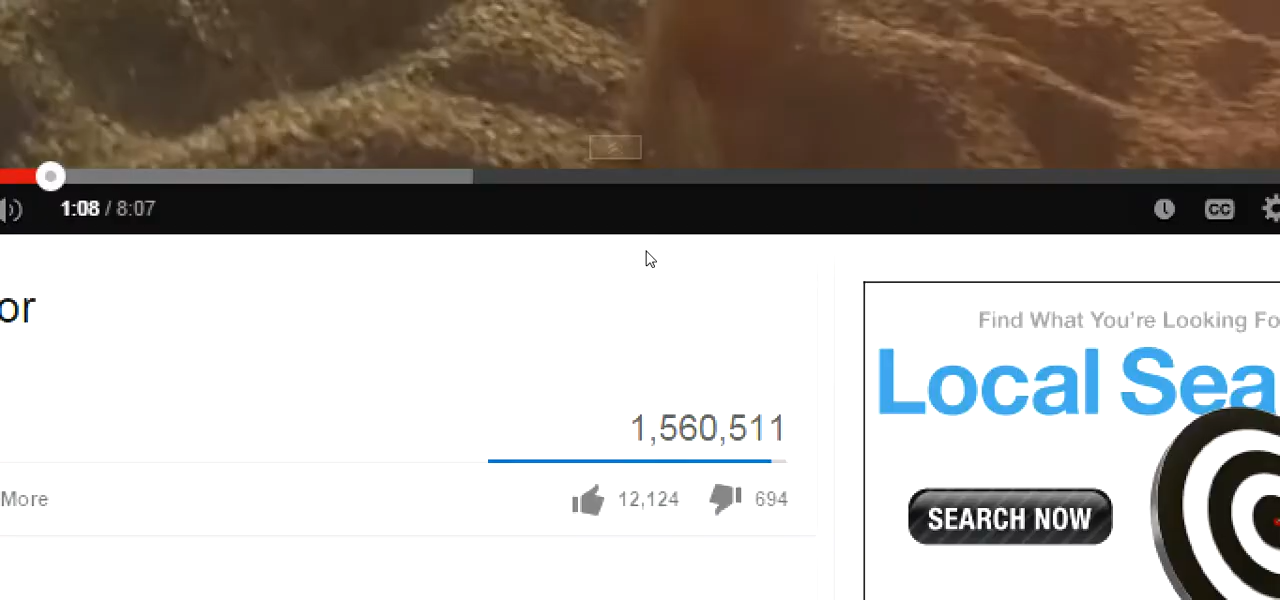 1:08 / 8:07
CC
or
1,560,511
More
12,124
694
Find What You're Looking Fo
Local Sea
SEARCH NOW